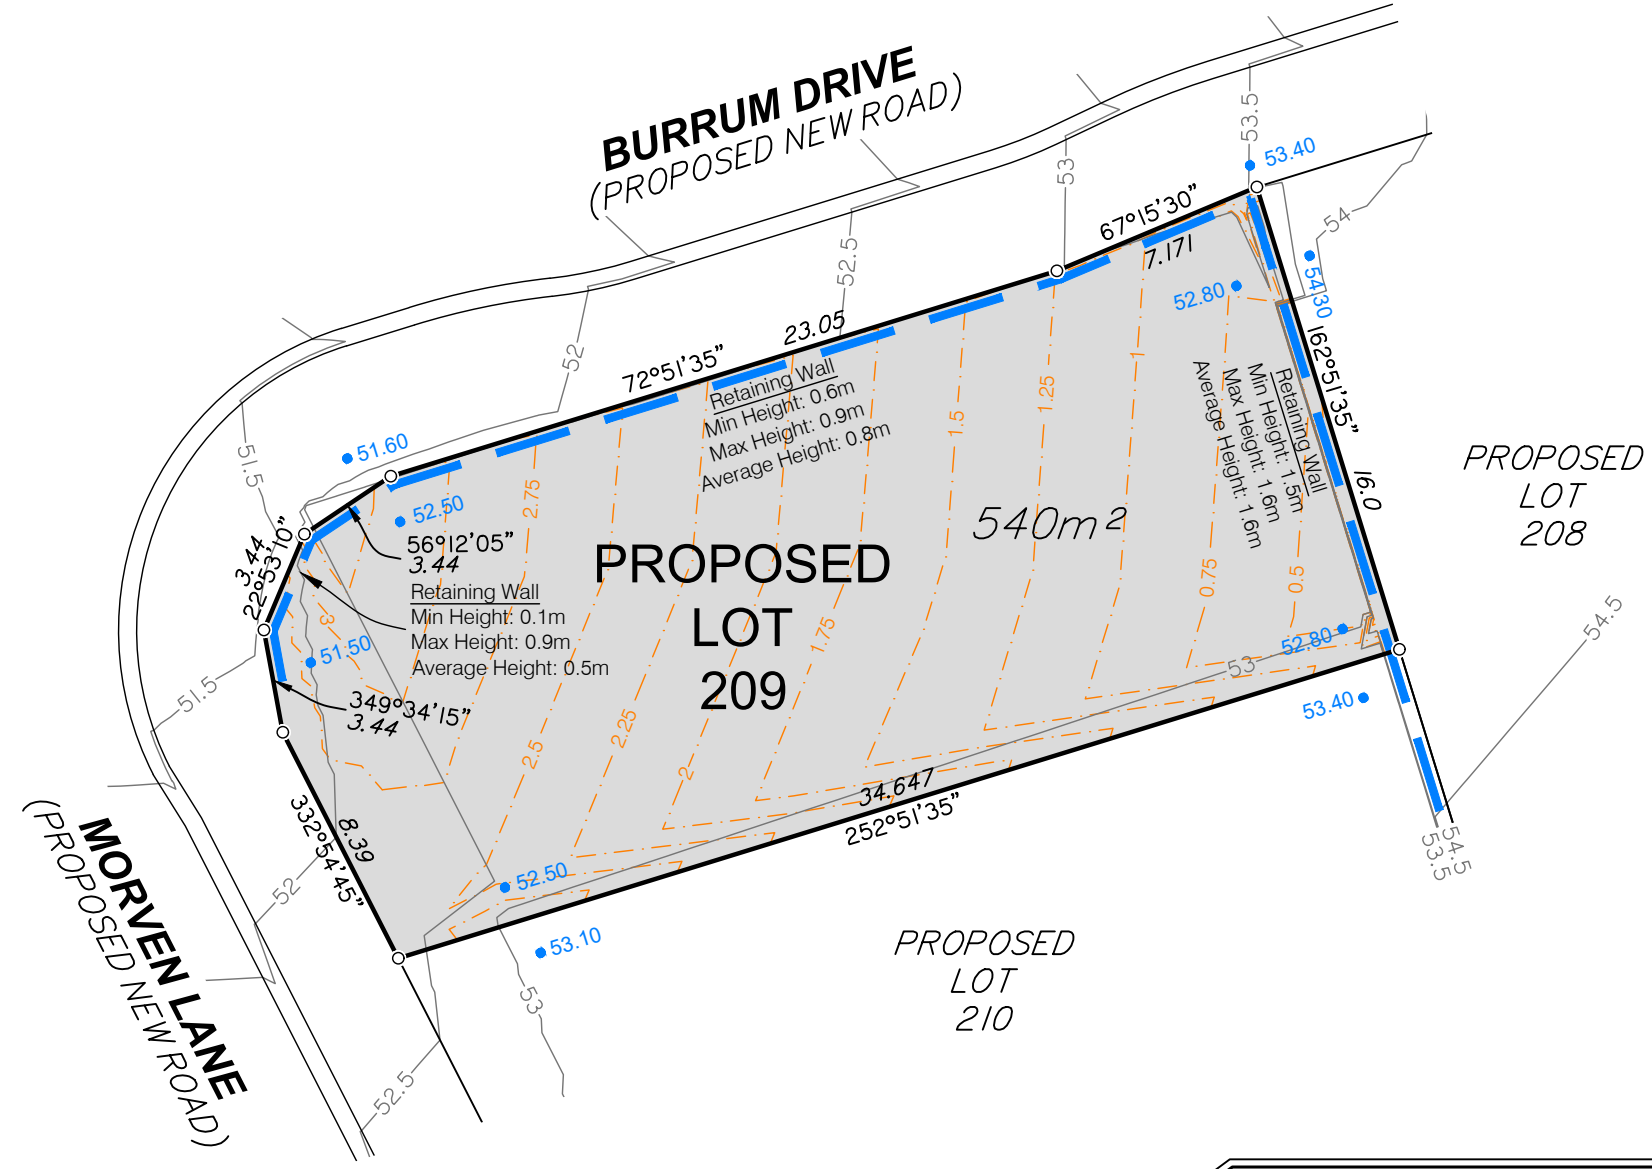 BURRUM DRIVE
(PROPOSED NEW ROAD)
53.5
53.40
53
67°15'30"
7.171
54
52.5
54.30
52.80
23.05
72°51'35"
52
162°51'35"
16.0
Retaining Wall
Min Height: 0.6m
Max Height: 0.9m
Average Height: 0.8m
Retaining Wall
Min Height: 1.5m
Max Height: 1.6m
Average Height: 1.6m
51.60
51.5
52.50
2.75
1.5
1.25
1
540m²
PROPOSED
LOT
208
56°12'05"
3.44
3.44
22°53'10"
Retaining Wall
Min Height: 0.1m
Max Height: 0.9m
Average Height: 0.5m
PROPOSED
LOT
209
0.75
0.5
3
1.75
51.50
52.80
53
54.5
51.5
349°34'15"
3.44
2.25
2.5
2
53.40
34.647
252°51'35"
332°54'45"
8.39
52
52.50
53.10
53
53.5
54.5
PROPOSED
LOT
210
MORVEN LANE
(PROPOSED NEW ROAD)
52.5